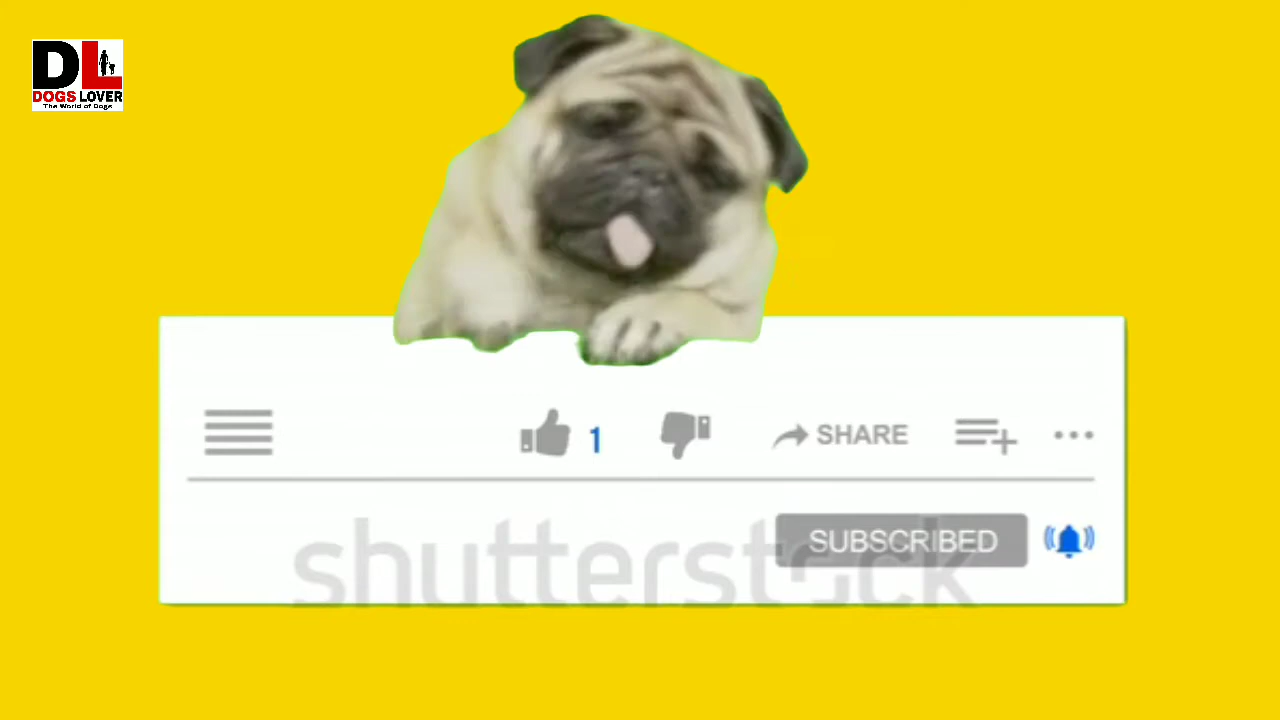 DL
DOGS LOVER
The World of Dogs
1
SHARE
SUBSCRIBED
shutterstock